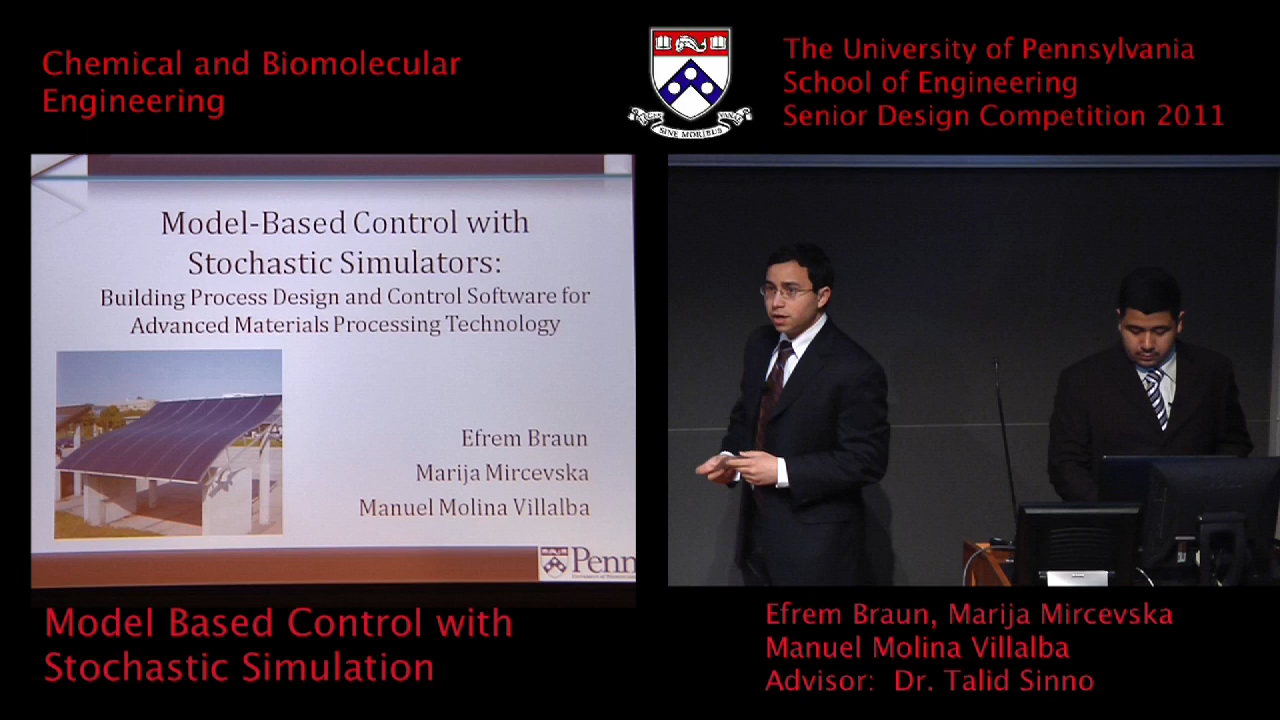 Chemical and Biomolecular
Engineering
The University of Pennsylvania
School of Engineering
Senior Design Competition 2011
SINE MORIBUS
Model-Based Control with
Stochastic Simulators:
Building Process Design and Control Software for
Advanced Materials Processing Technology
Efrem Braun
Marija Mircevska
Manuel Molina Villalba
Penn
Model Based Control with
Stochastic Simulation
Efrem Braun, Marija Mircevska
Manuel Molina Villalba
Advisor: Dr. Talid Sinno